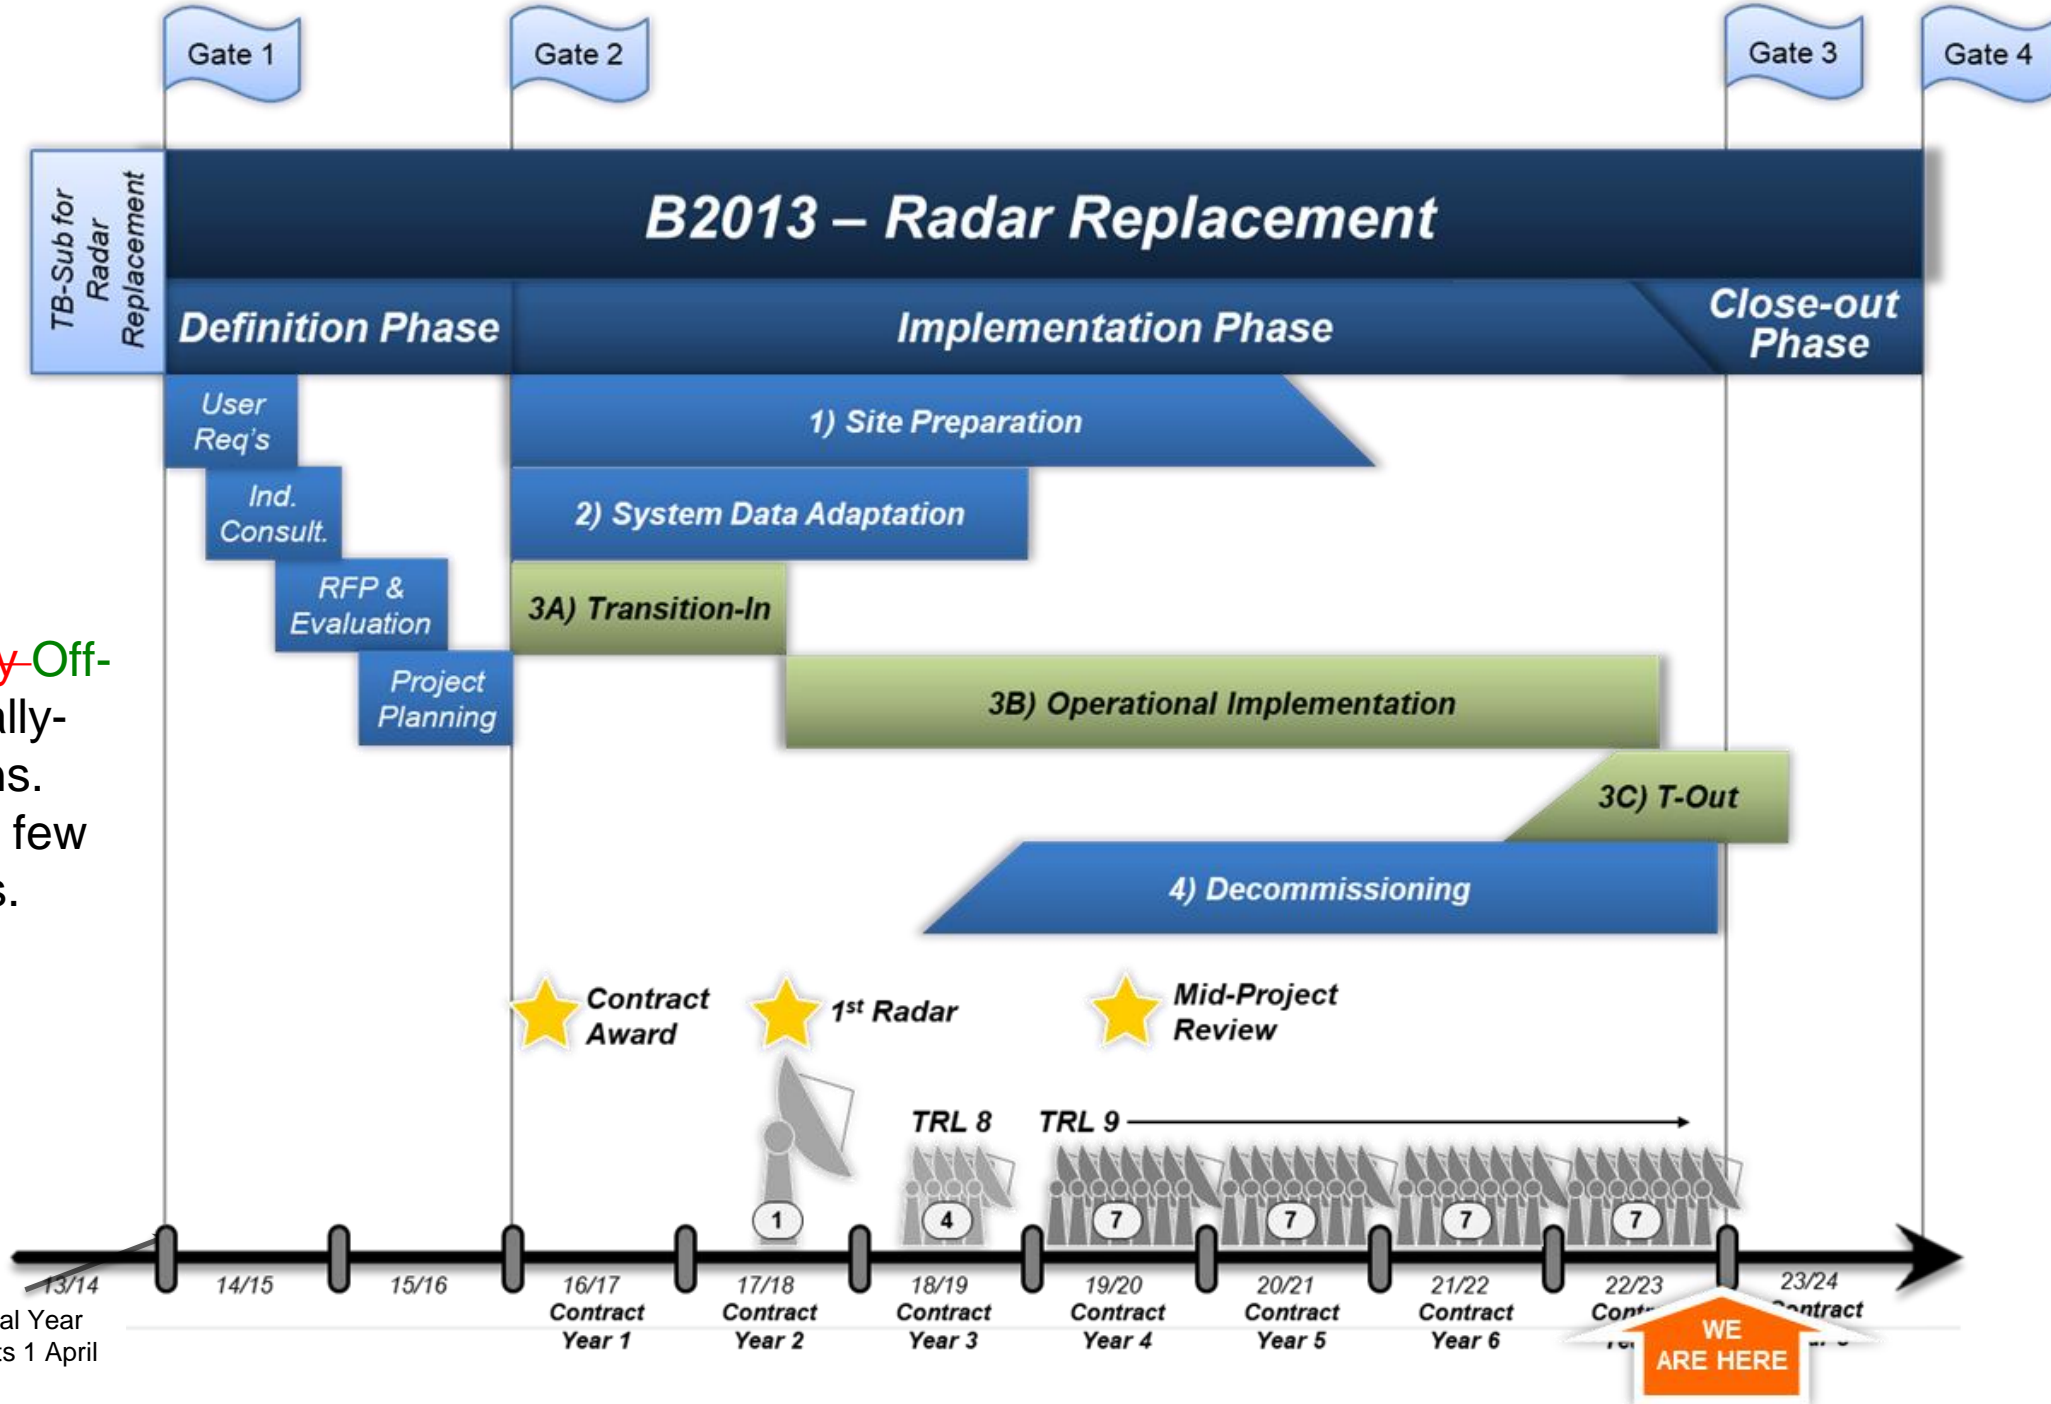 Gate 1
Gate 2
Gate 3
Gate 4
TB-Sub for
Radar
Replacement
B2013 – Radar Replacement
Definition Phase
Implementation Phase
Close-out
Phase
User
Req's
1) Site Preparation
Ind.
Consult.
2) System Data Adaptation
RFP &
Evaluation
3A) Transition-In
y Off-
ally-
ns.
few
s.
Project
Planning
3B) Operational Implementation
3C) T-Out
4) Decommissioning
Contract
Award
1st Radar
Mid-Project
Review
TRL 8
TRL 9
1
4
7
7
7
7
13/14
14/15
15/16
16/17
Contract
Year 1
17/18
Contract
Year 2
18/19
Contract
Year 3
19/20
Contract
Year 4
20/21
Contract
Year 5
21/22
Contract
Year 6
22/23
23/24
al Year
ts 1 April
WE
ARE HERE